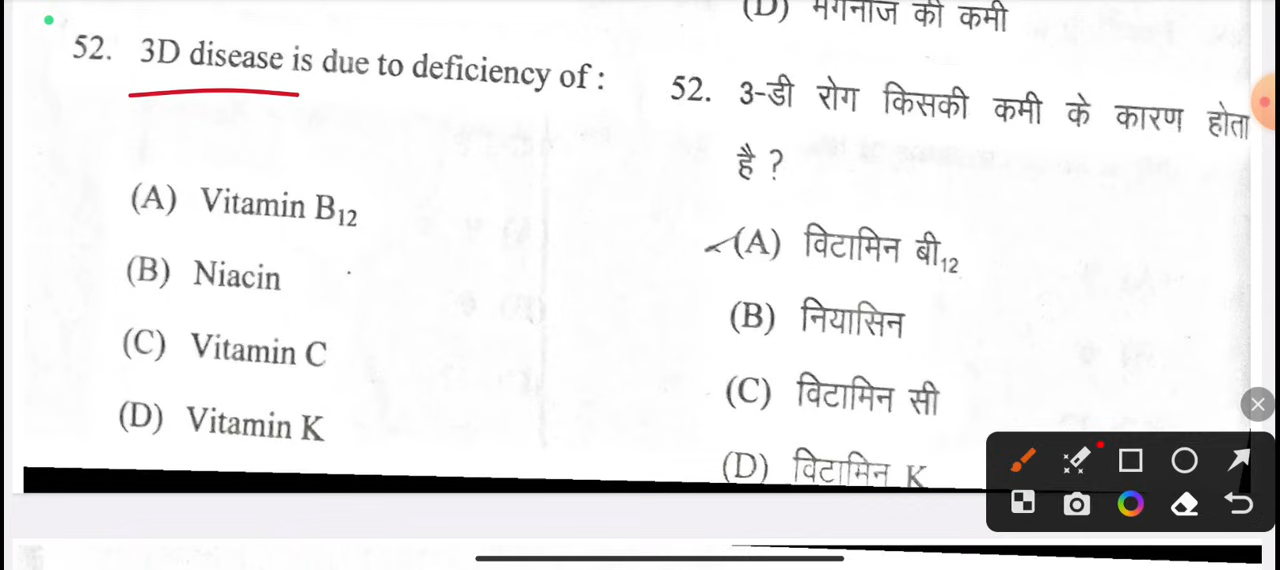 52. 3D disease is due to deficiency of :
(A) Vitamin B12
(B) Niacin
(C) Vitamin C
(D) Vitamin K
(D) मैंगनीज की कमी
52. 3-डी रोग किसकी कमी के कारण होता
है ?
(A) विटामिन बी12
(B) नियासिन
(C) विटामिन सी
(D) विटामिन K